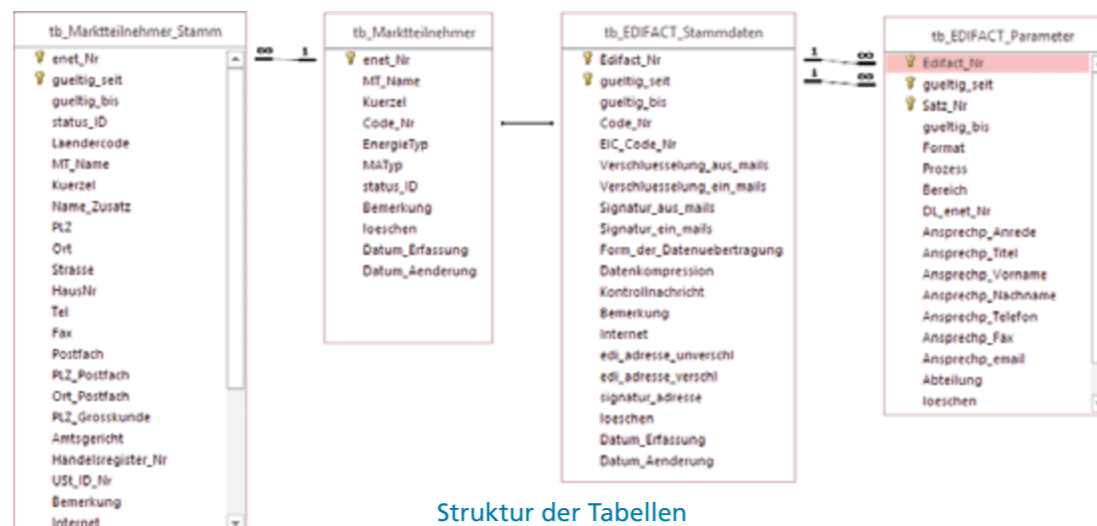 tb_Marktteilnehmer_Stamm
enet_Nr
gueltig_seit
gueltig_bis
status_ID
Laendercode
MT_Name
Kuerzel
Name_Zusatz
PLZ
Ort
Strasse
HausNr
Tel
Fax
Postfach
PLZ_Postfach
Ort_Postfach
PLZ_Grosskunde
Amtsgericht
Handelsregister_Nr
USt_ID_Nr
Bemerkung
Internet
∞ 1
tb_Marktteilnehmer
enet_Nr
MT_Name
Kuerzel
Code_Nr
EnergieTyp
MATyp
status_ID
Bemerkung
loeschen
Datum_Erfassung
Datum_Aenderung
tb_EDIFACT_Stammdaten
Edifact_Nr
gueltig_seit
gueltig_bis
Code_Nr
EIC_Code_Nr
Verschluesselung_aus_mails
Verschluesselung_ein_mails
Signatur_aus_mails
Signatur_ein_mails
Form_der_Datenuebertragung
Datenkompression
Kontrollnachricht
Bemerkung
Internet
edi_adresse_unverschl
edi_adresse_verschl
signatur_adresse
loeschen
Datum_Erfassung
Datum_Aenderung
1 ∞
1 ∞
tb_EDIFACT_Parameter
Edifact_Nr
gueltig_seit
Satz_Nr
gueltig_bis
Format
Prozess
Bereich
DL_enet_Nr
Ansprechp_Anrede
Ansprechp_Titel
Ansprechp_Vorname
Ansprechp_Nachname
Ansprechp_Telefon
Ansprechp_Fax
Ansprechp_email
Abteilung
loeschen
Struktur der Tabellen